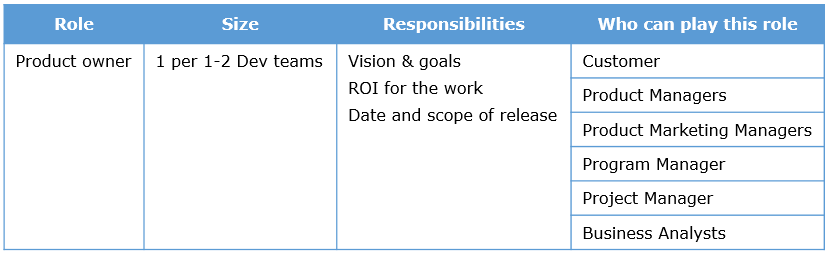 Role Size Responsibilities Who can play this role
Product owner 1 per 1-2 Dev teams Vision & goals Customer
ROI for the work
Date and scope of release
Product Managers
Product Marketing Managers
Program Manager
Project Manager
Business Analysts